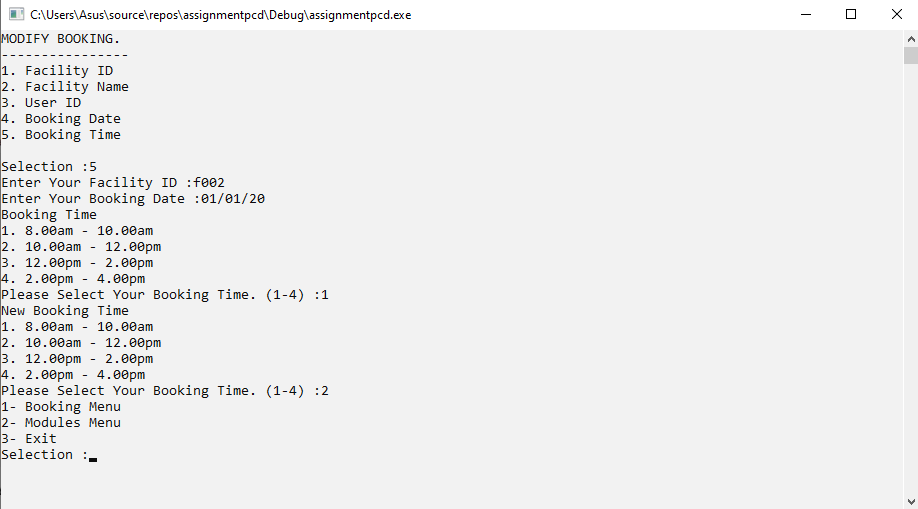 C:\Users\Asus\source\repos\assignmentpcd\Debug\assignmentpcd.exe
MODIFY BOOKING.
----------------
1. Facility ID
2. Facility Name
3. User ID
4. Booking Date
5. Booking Time

Selection :5
Enter Your Facility ID :f002
Enter Your Booking Date :01/01/20
Booking Time
1. 8.00am - 10.00am
2. 10.00am - 12.00pm
3. 12.00pm - 2.00pm
4. 2.00pm - 4.00pm
Please Select Your Booking Time. (1-4) :1
New Booking Time
1. 8.00am - 10.00am
2. 10.00am - 12.00pm
3. 12.00pm - 2.00pm
4. 2.00pm - 4.00pm
Please Select Your Booking Time. (1-4) :2
1- Booking Menu
2- Modules Menu
3- Exit
Selection :